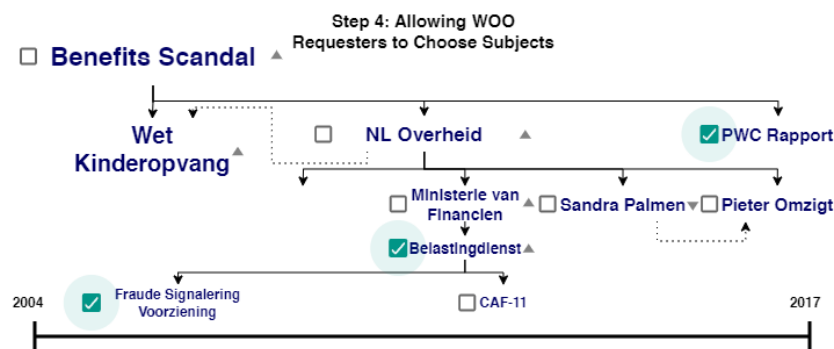 Step 4: Allowing WOO
Requesters to Choose Subjects
Benefits Scandal
Wet
Kinderopvang
NL Overheid
PWC Rapport
Ministerie van
Financien
Sandra Palmen
Pieter Omzigt
Belastingdienst
Fraude Signalering
Voorziening
CAF-11
2004
2017